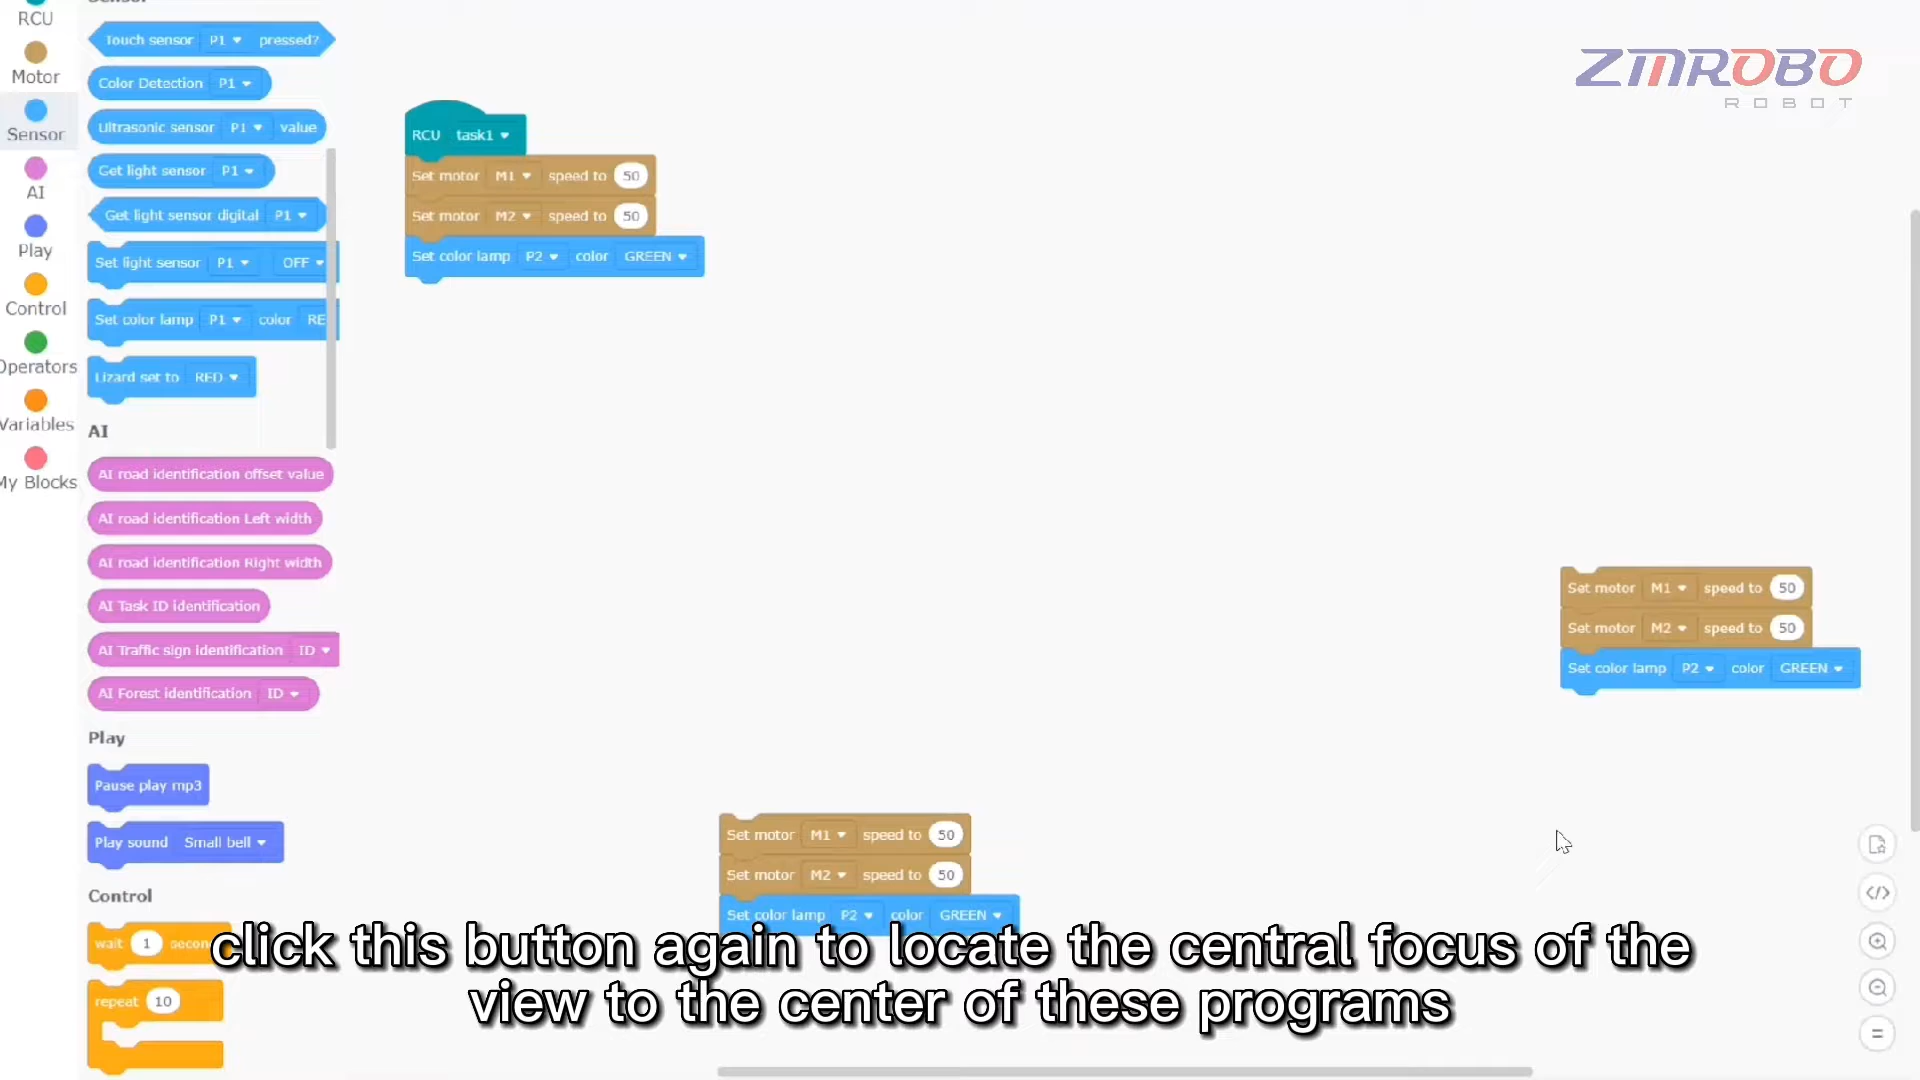 RCU
Motor
Sensor
AI
Play
Control
Operators
Variables
My Blocks
Touch sensor P1 pressed?
Color Detection P1
Ultrasonic sensor P1 value
Get light sensor P1
Get light sensor digital P1
Set light sensor P1 OFF
Set color lamp P1 color RE
Lizard set to RED
AI
AI road identification offset value
AI road identification Left width
AI road identification Right width
AI Task ID identification
AI Traffic sign identification ID
AI Forest identification ID
Play
Pause play mp3
Play sound Small bell
Control
wait 1 secon
repeat 10
RCU task1
Set motor M1 speed to 50
Set motor M2 speed to 50
Set color lamp P2 color GREEN
ZMROBO
ROBOT
Set motor M1 speed to 50
Set motor M2 speed to 50
Set color lamp P2 color GREEN
Set motor M1 speed to 50
Set motor M2 speed to 50
Set color lamp P2 color GREEN
click this button again to locate the central focus of the
view to the center of these programs